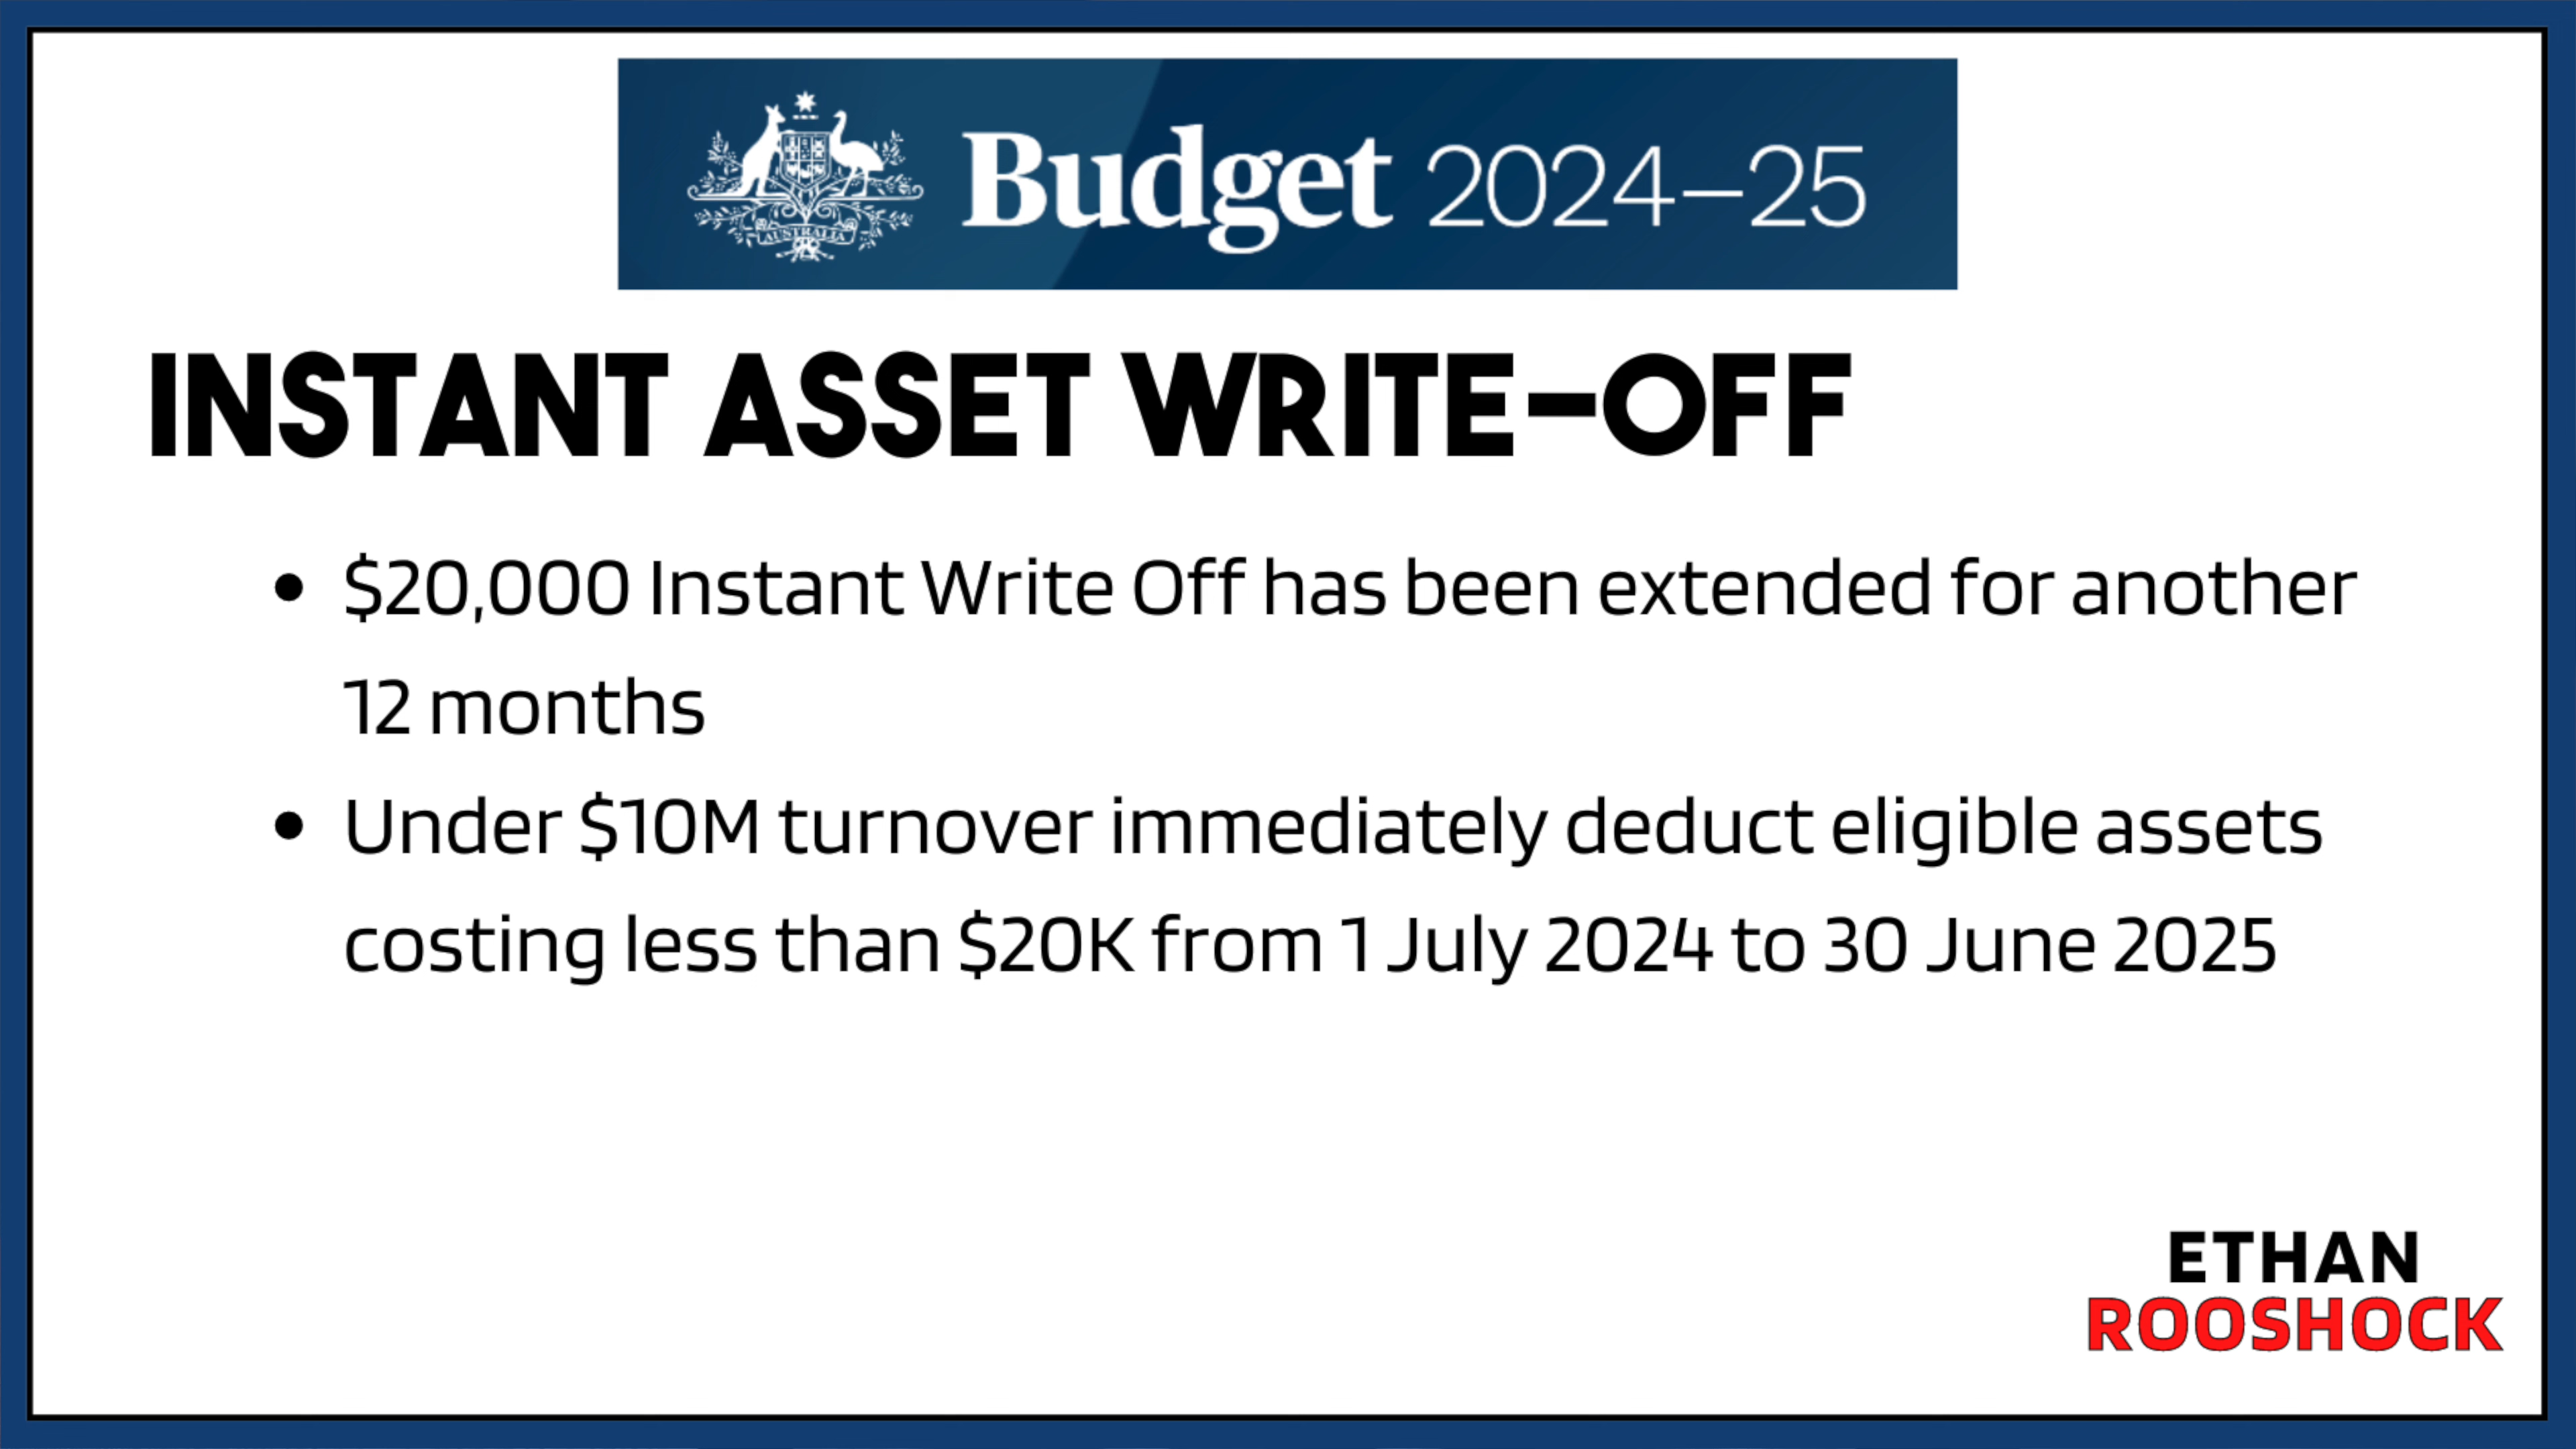 AUSTRALIA
Budget 2024–25
INSTANT ASSET WRITE-OFF
• $20,000 Instant Write Off has been extended for another
12 months
• Under $10M turnover immediately deduct eligible assets
costing less than $20K from 1 July 2024 to 30 June 2025
ETHAN
ROOSHOCK